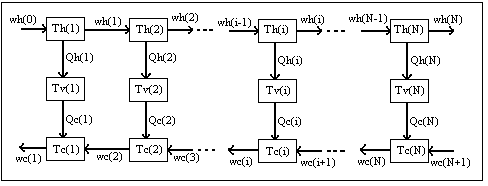 wh(0) Th(1) wh(1) Th(2) wh(2) wh(i-1) Th(i) wh(i) wh(N-1) Th(N) wh(N)
Qh(1) Qh(2) Qh(i) Qh(N)
Tv(1) Tv(2) Tv(i) Tv(N)
Qc(1) Qc(2) Qc(i) Qc(N)
wc(1) Tc(1) wc(2) Tc(2) wc(3) wc(i) Tc(i) wc(i+1) wc(N) Tc(N) wc(N+1)